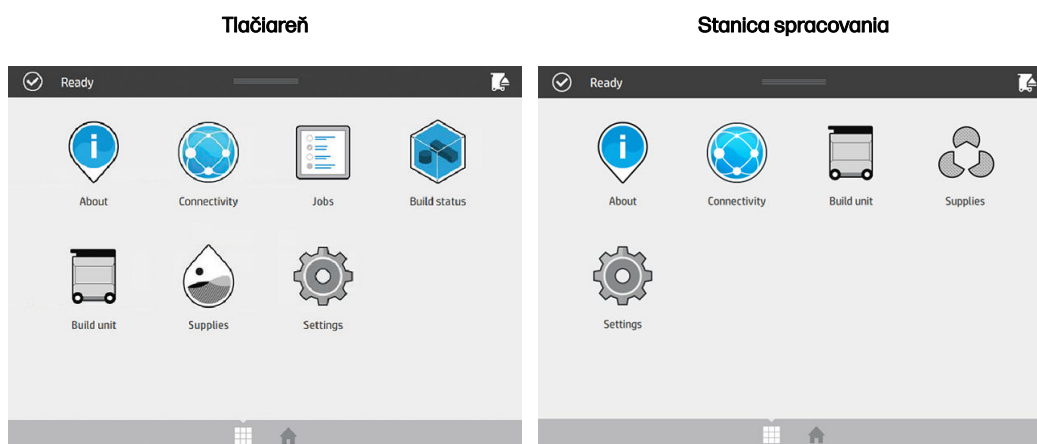 Tlačiareň
Ready
About Connectivity Jobs Build status
Build unit Supplies Settings
Stanica spracovania
Ready
About Connectivity Build unit Supplies
Settings